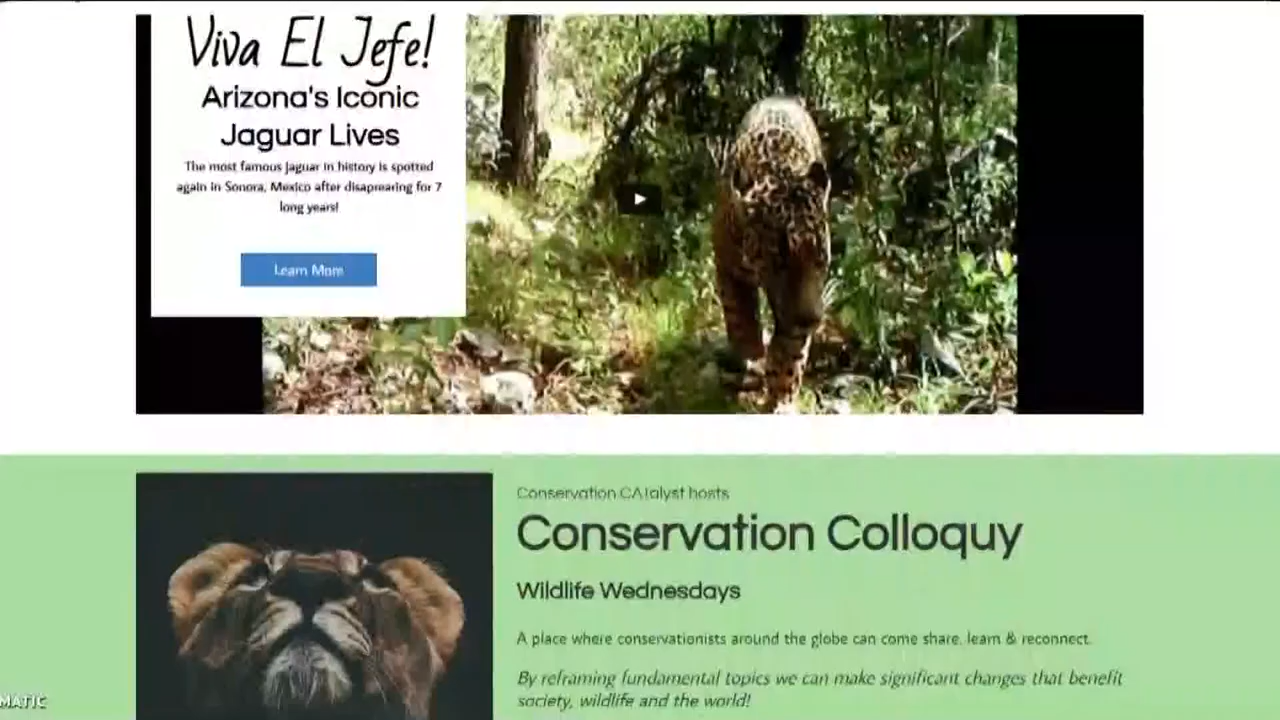 Viva El Jefe!
Arizona's Iconic
Jaguar Lives
The most famous jaguar in history is spotted
again in Sonora, Mexico after disaprearing for 7
long years!
Learn More
Conservation CATalyst hosts
Conservation Colloquy
Wildlife Wednesdays
A place where conservationists around the globe can come share, learn & reconnect.
By reframing fundamental topics we can make significant changes that benefit
society, wildlife and the world!
MATIC